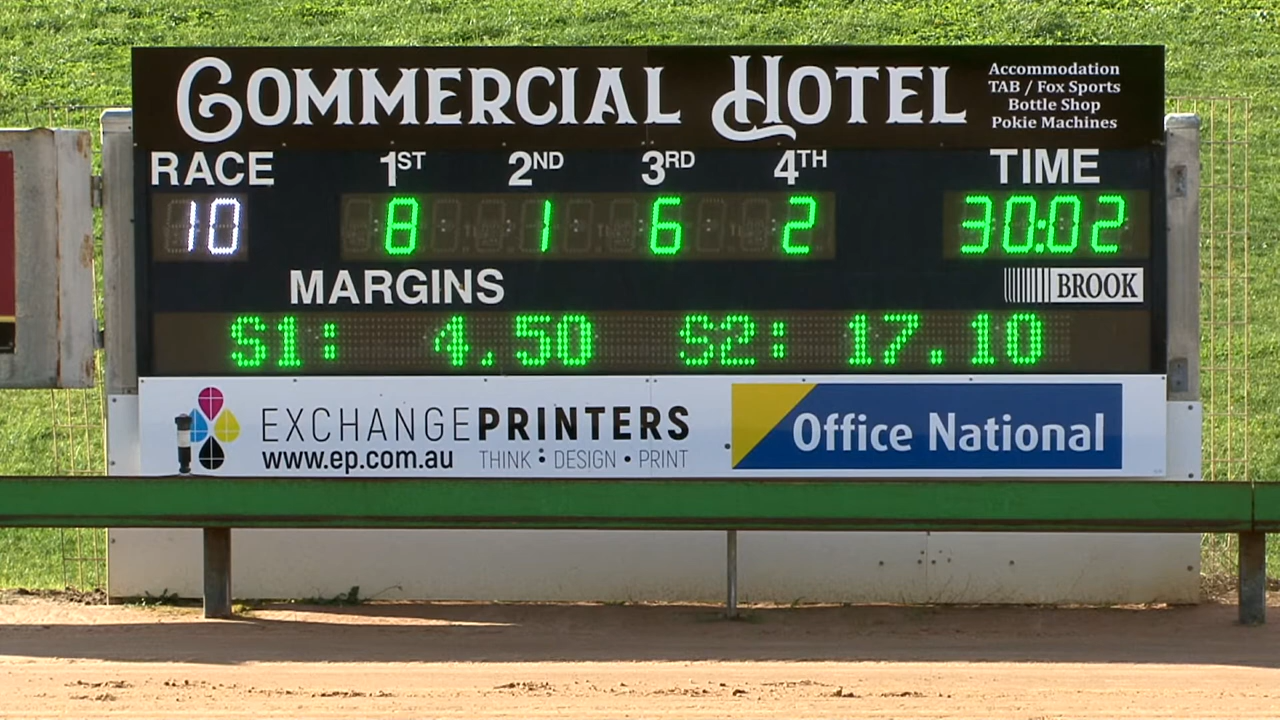 COMMERCIAL HOTEL
Accommodation
TAB / Fox Sports
Bottle Shop
Pokie Machines
RACE 1ST 2ND 3RD 4TH TIME
10 8 1 6 2 30:02
MARGINS
BROOK
S1: 4.50 S2: 17.10
EXCHANGEPRINTERS
www.ep.com.au THINK • DESIGN • PRINT
Office National